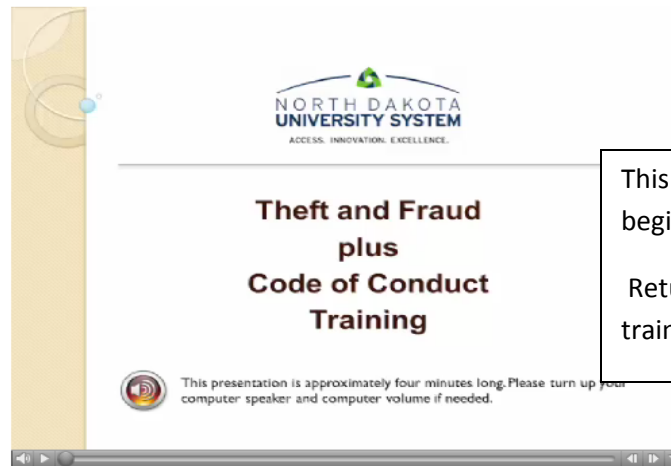 NORTH DAKOTA
UNIVERSITY SYSTEM
ACCESS. INNOVATION. EXCELLENCE.
Theft and Fraud
plus
Code of Conduct
Training
This presentation is approximately four minutes long. Please turn up your
computer speaker and computer volume if needed.
This